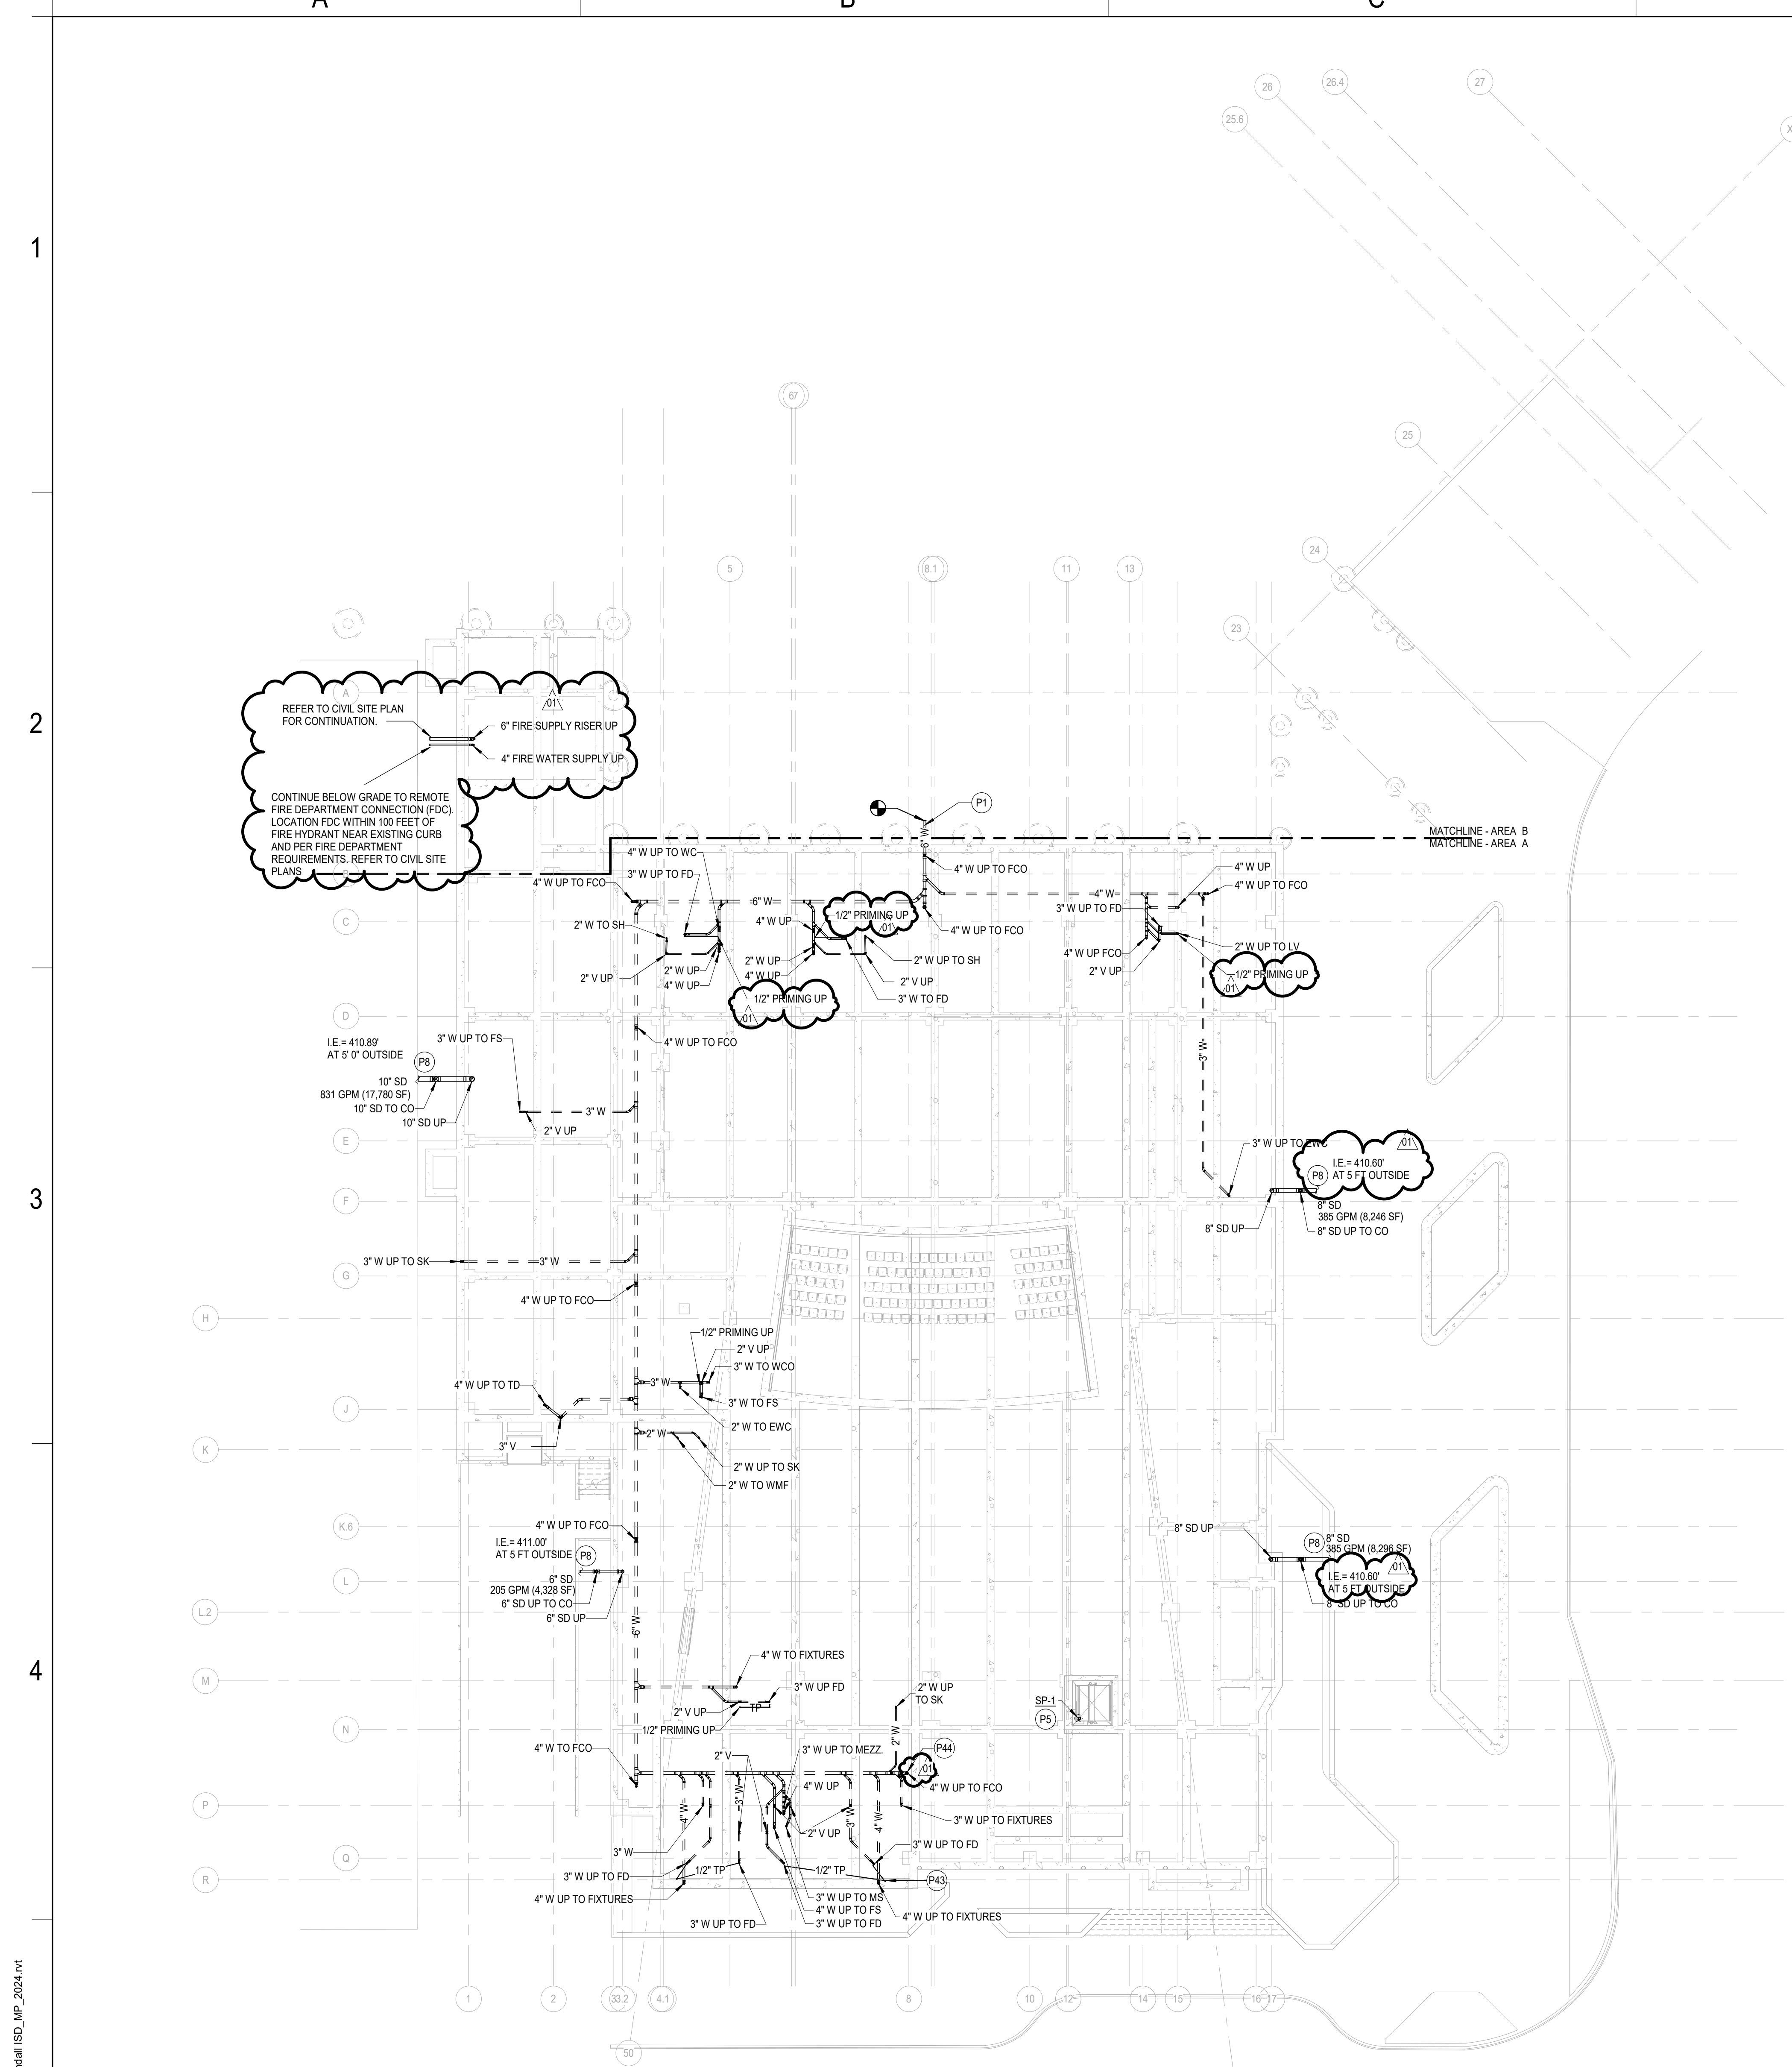 A
B
C
1
2
3
4
26
26.4
27
25.6
X
67
25
5
8.1
11
13
24
23
A
01
REFER TO CIVIL SITE PLAN
FOR CONTINUATION.
6" FIRE SUPPLY RISER UP
4" FIRE WATER SUPPLY UP
CONTINUE BELOW GRADE TO REMOTE
FIRE DEPARTMENT CONNECTION (FDC).
LOCATION FDC WITHIN 100 FEET OF
FIRE HYDRANT NEAR EXISTING CURB
AND PER FIRE DEPARTMENT
REQUIREMENTS. REFER TO CIVIL SITE
PLANS
P1
6" W
MATCHLINE - AREA B
MATCHLINE - AREA A
4" W UP TO WC
3" W UP TO FD
4" W UP TO FCO
6" W
4" W UP TO FCO
4" W
4" W UP
4" W UP TO FCO
3" W UP TO FD
1/2" PRIMING UP
01
4" W UP
4" W UP TO FCO
C
2" W TO SH
2" V UP
2" W UP
4" W UP
2" W UP
4" W UP
2" W UP TO SH
2" V UP
3" W TO FD
4" W UP FCO
2" V UP
2" W UP TO LV
1/2" PRIMING UP
01
1/2" PRIMING UP
01
D
I.E.= 410.89'
AT 5' 0" OUTSIDE
P8
3" W UP TO FS
4" W UP TO FCO
3" W
10" SD
831 GPM (17,780 SF)
10" SD TO CO
10" SD UP
3" W
2" V UP
E
3" W UP TO EWC
01
I.E.= 410.60'
AT 5 FT OUTSIDE
P8
F
8" SD
385 GPM (8,246 SF)
8" SD UP TO CO
8" SD UP
3" W UP TO SK
3" W
G
4" W UP TO FCO
H
1/2" PRIMING UP
2" V UP
3" W TO WCO
4" W UP TO TD
3" W
3" W TO FS
J
2" W TO EWC
3" V
K
2" W
2" W UP TO SK
2" W TO WMF
K.6
4" W UP TO FCO
I.E.= 411.00'
AT 5 FT OUTSIDE
P8
6" SD
205 GPM (4,328 SF)
6" SD UP TO CO
6" SD UP
L
L.2
6" W
8" SD UP
P8
8" SD
385 GPM (8,296 SF)
01
I.E.= 410.60'
AT 5 FT OUTSIDE
8" SD UP TO CO
4" W TO FIXTURES
M
3" W UP FD
2" V UP
TP
1/2" PRIMING UP
2" W UP
TO SK
SP-1
P5
N
2" W
4" W TO FCO
2" V
3" W UP TO MEZZ.
P44
01
4" W UP
4" W UP TO FCO
P
4" W
3" W
3" W
4" W
3" W UP TO FIXTURES
2" V UP
3" W
Q
3" W UP TO FD
1/2" TP
1/2" TP
3" W UP TO FD
R
P43
4" W UP TO FIXTURES
3" W UP TO MS
4" W UP TO FS
3" W UP TO FD
3" W UP TO FD
4" W UP TO FIXTURES
1
2
33.2
4.1
8
10
12
14
15
16
17
50
ndall ISD_MP_2024.rvt